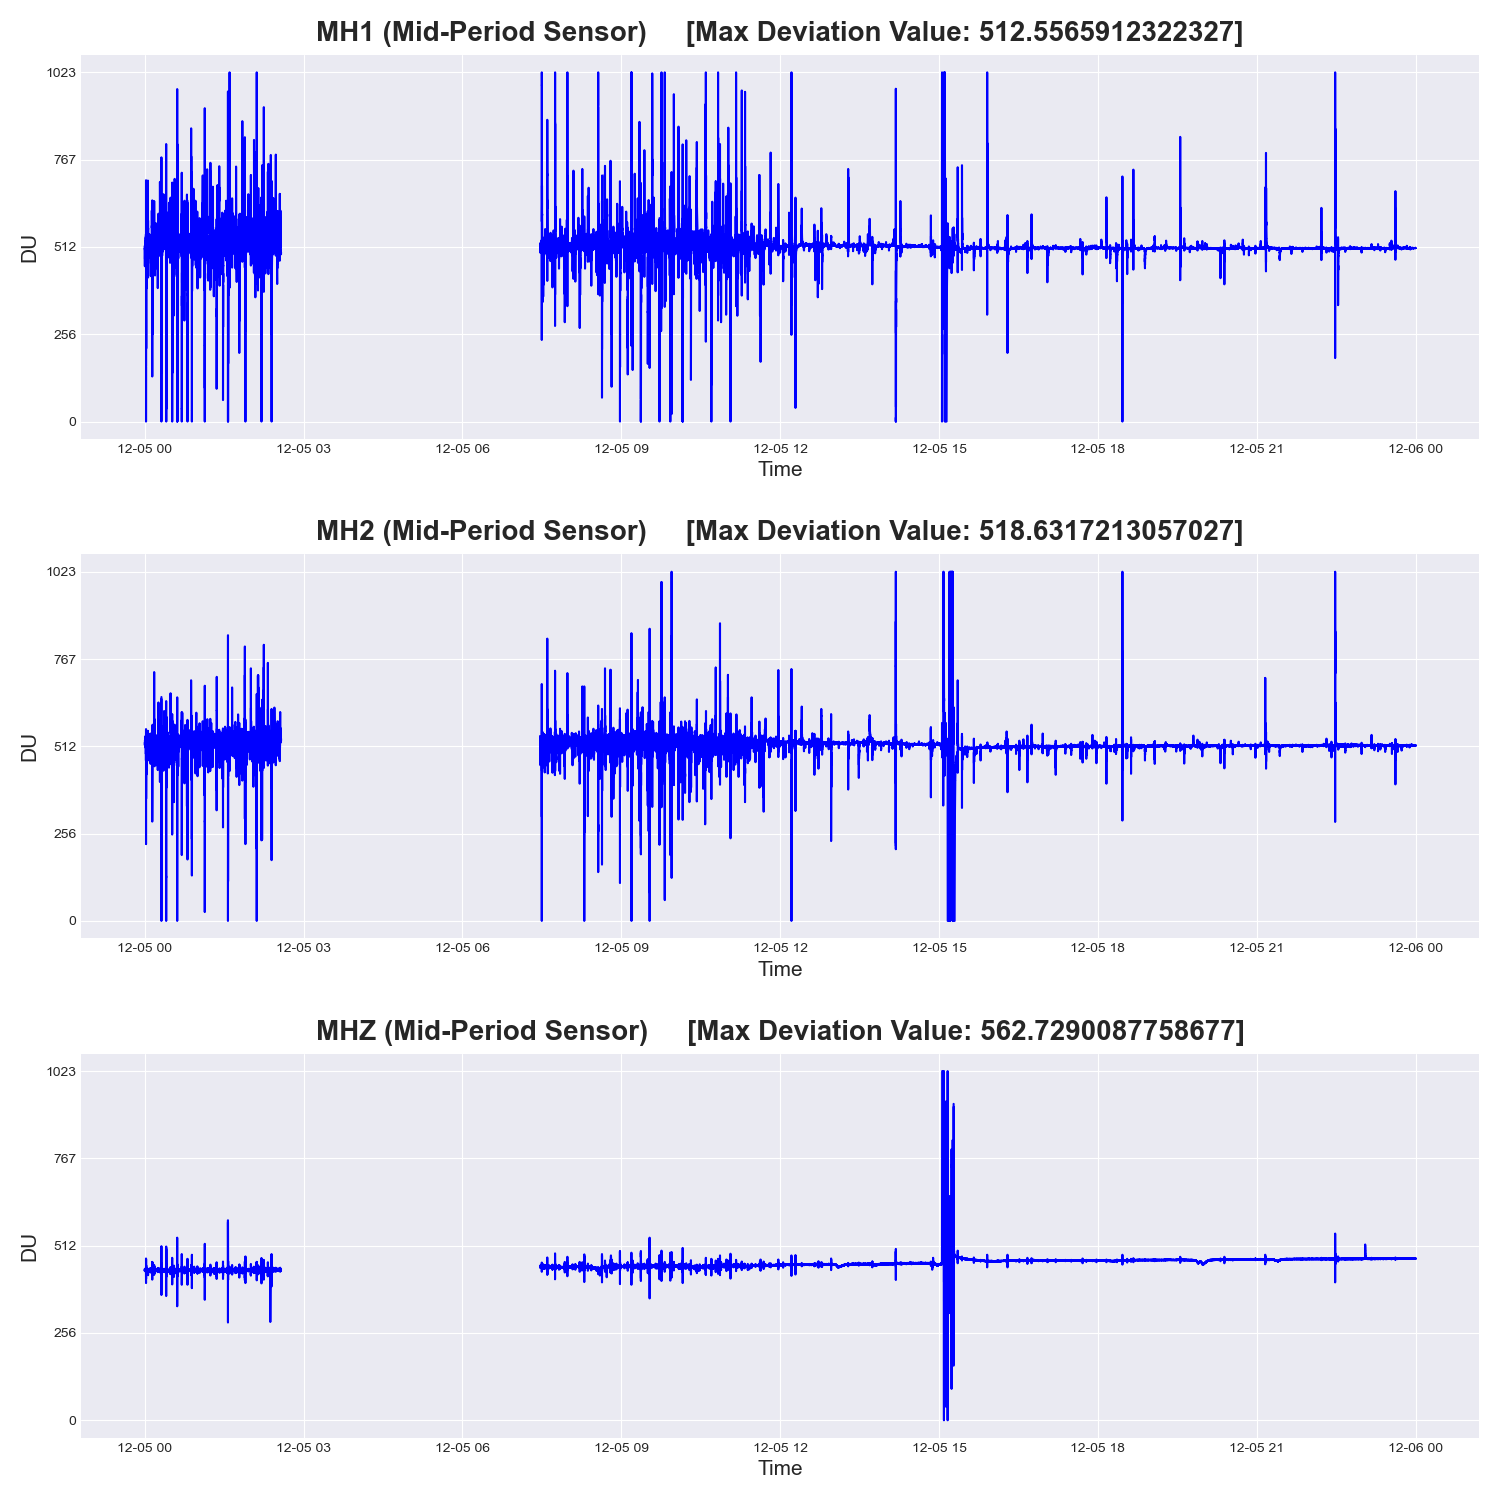 MH1 (Mid-Period Sensor) [Max Deviation Value: 512.5565912322327]
1023
767
512
256
0
DU
12-05 00 12-05 03 12-05 06 12-05 09 12-05 12 12-05 15 12-05 18 12-05 21 12-06 00
Time
MH2 (Mid-Period Sensor) [Max Deviation Value: 518.6317213057027]
1023
767
512
256
0
DU
12-05 00 12-05 03 12-05 06 12-05 09 12-05 12 12-05 15 12-05 18 12-05 21 12-06 00
Time
MHZ (Mid-Period Sensor) [Max Deviation Value: 562.7290087758677]
1023
767
512
256
0
DU
12-05 00 12-05 03 12-05 06 12-05 09 12-05 12 12-05 15 12-05 18 12-05 21 12-06 00
Time